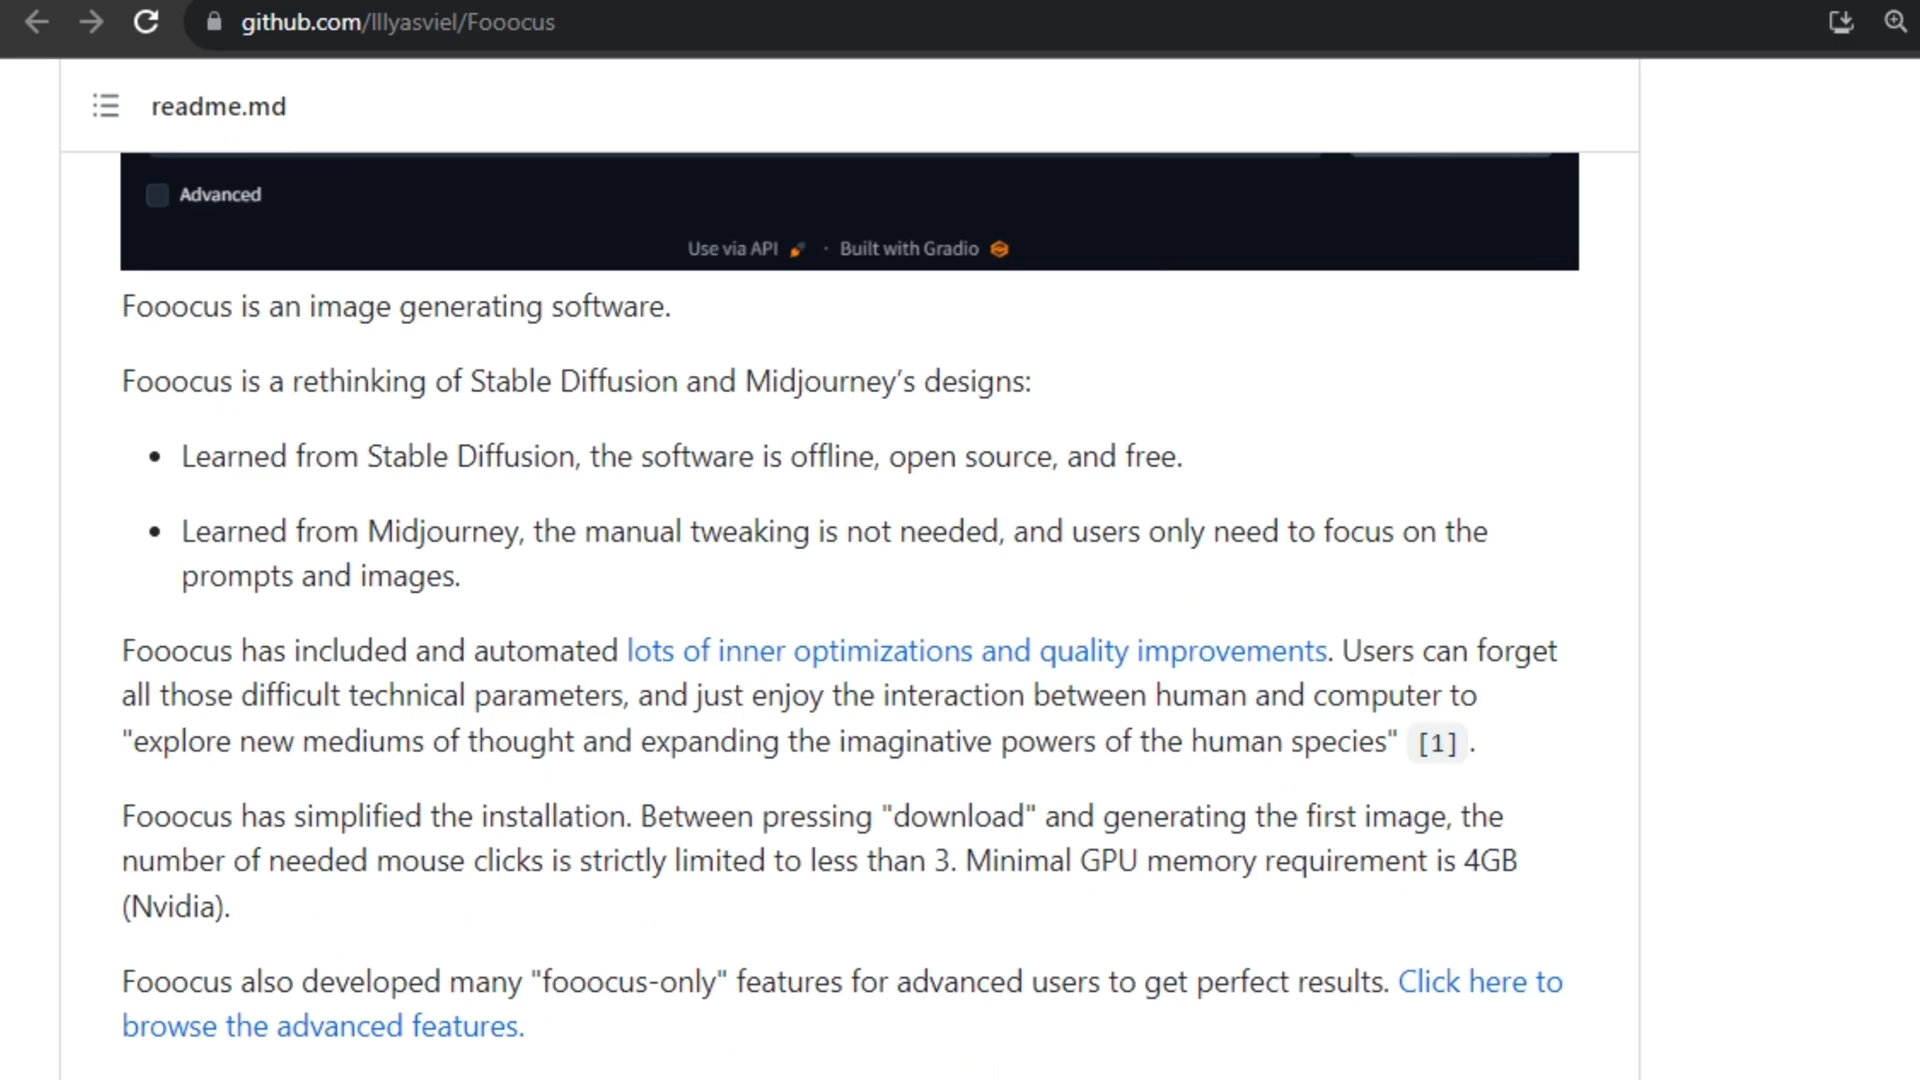 github.com/lllyasviel/Fooocus
readme.md
Advanced
Use via API · Built with Gradio
Fooocus is an image generating software.
Fooocus is a rethinking of Stable Diffusion and Midjourney’s designs:
• Learned from Stable Diffusion, the software is offline, open source, and free.
• Learned from Midjourney, the manual tweaking is not needed, and users only need to focus on the
prompts and images.
Fooocus has included and automated lots of inner optimizations and quality improvements. Users can forget
all those difficult technical parameters, and just enjoy the interaction between human and computer to
"explore new mediums of thought and expanding the imaginative powers of the human species" [1].
Fooocus has simplified the installation. Between pressing "download" and generating the first image, the
number of needed mouse clicks is strictly limited to less than 3. Minimal GPU memory requirement is 4GB
(Nvidia).
Fooocus also developed many "fooocus-only" features for advanced users to get perfect results. Click here to
browse the advanced features.